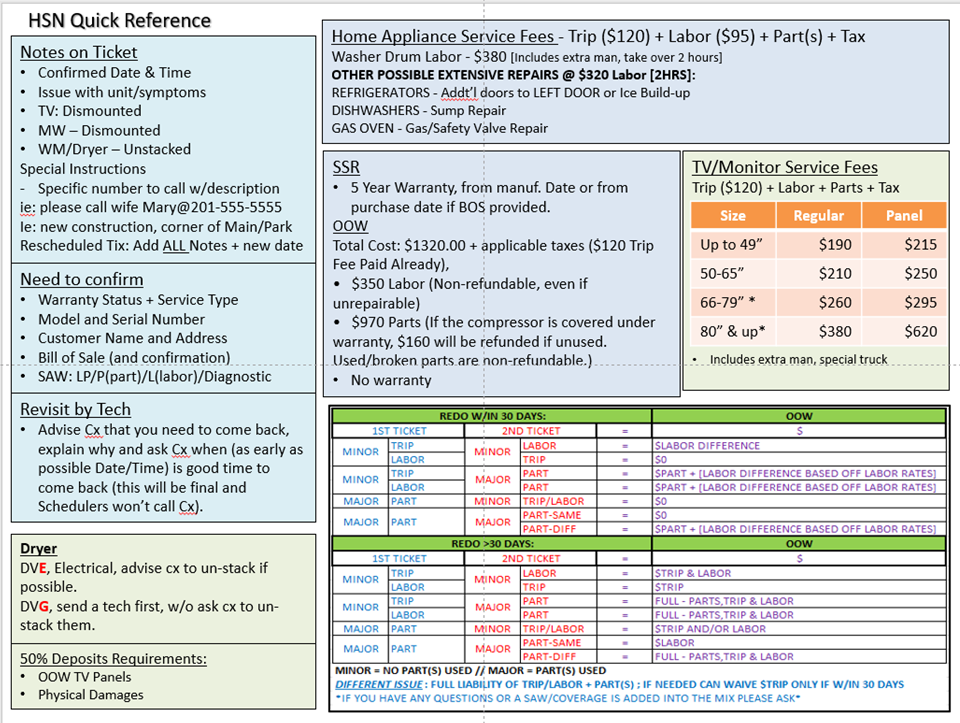 HSN Quick Reference
Notes on Ticket
• Confirmed Date & Time
• Issue with unit/symptoms
• TV: Dismounted
• MW – Dismounted
• WM/Dryer – Unstacked
Special Instructions
- Specific number to call w/description
ie: please call wife Mary@201-555-5555
Ie: new construction, corner of Main/Park
Rescheduled Tix: Add ALL Notes + new date
Need to confirm
• Warranty Status + Service Type
• Model and Serial Number
• Customer Name and Address
• Bill of Sale (and confirmation)
• SAW: LP/P(part)/L(labor)/Diagnostic
Revisit by Tech
• Advise Cx that you need to come back,
explain why and ask Cx when (as early as
possible Date/Time) is good time to
come back (this will be final and
Schedulers won't call Cx).
Dryer
DVE, Electrical, advise cx to un-stack if
possible.
DVG, send a tech first, w/o ask cx to un-
stack them.
50% Deposits Requirements:
• OOW TV Panels
• Physical Damages
Home Appliance Service Fees - Trip ($120) + Labor ($95) + Part(s) + Tax
Washer Drum Labor - $380 [Includes extra man, take over 2 hours]
OTHER POSSIBLE EXTENSIVE REPAIRS @ $320 Labor [2HRS]:
REFRIGERATORS - Addt'l doors to LEFT DOOR or Ice Build-up
DISHWASHERS - Sump Repair
GAS OVEN - Gas/Safety Valve Repair
SSR
• 5 Year Warranty, from manuf. Date or from
purchase date if BOS provided.
OOW
Total Cost: $1320.00 + applicable taxes ($120 Trip
Fee Paid Already),
• $350 Labor (Non-refundable, even if
unrepairable)
• $970 Parts (If the compressor is covered under
warranty, $160 will be refunded if unused.
Used/broken parts are non-refundable.)
• No warranty
TV/Monitor Service Fees
Trip ($120) + Labor + Parts + Tax
Size Regular Panel
Up to 49" $190 $215
50-65" $210 $250
66-79" * $260 $295
80" & up* $380 $620
• Includes extra man, special truck
REDO W/IN 30 DAYS: OOW
1ST TICKET 2ND TICKET = $
MINOR TRIP MINOR LABOR = $LABOR DIFFERENCE
LABOR TRIP = $0
MINOR TRIP MAJOR PART = $PART + [LABOR DIFFERENCE BASED OFF LABOR RATES]
LABOR PART = $PART + [LABOR DIFFERENCE BASED OFF LABOR RATES]
MAJOR PART MINOR TRIP/LABOR = $0
MAJOR PART MAJOR PART-SAME = $0
PART-DIFF = $PART + [LABOR DIFFERENCE BASED OFF LABOR RATES]
REDO >30 DAYS: OOW
1ST TICKET 2ND TICKET = $
MINOR TRIP MINOR LABOR = $TRIP & LABOR
LABOR TRIP = $TRIP
MINOR TRIP MAJOR PART = FULL - PARTS,TRIP & LABOR
LABOR PART = FULL - PARTS,TRIP & LABOR
MAJOR PART MINOR TRIP/LABOR = $TRIP AND/OR LABOR
MAJOR PART MAJOR PART-SAME = $LABOR
PART-DIFF = FULL - PARTS,TRIP & LABOR
MINOR = NO PART(S) USED // MAJOR = PART(S) USED
DIFFERENT ISSUE : FULL LIABILITY OF TRIP/LABOR + PART(S) ; IF NEEDED CAN WAIVE $TRIP ONLY IF W/IN 30 DAYS
*IF YOU HAVE ANY QUESTIONS OR A SAW/COVERAGE IS ADDED INTO THE MIX PLEASE ASK*